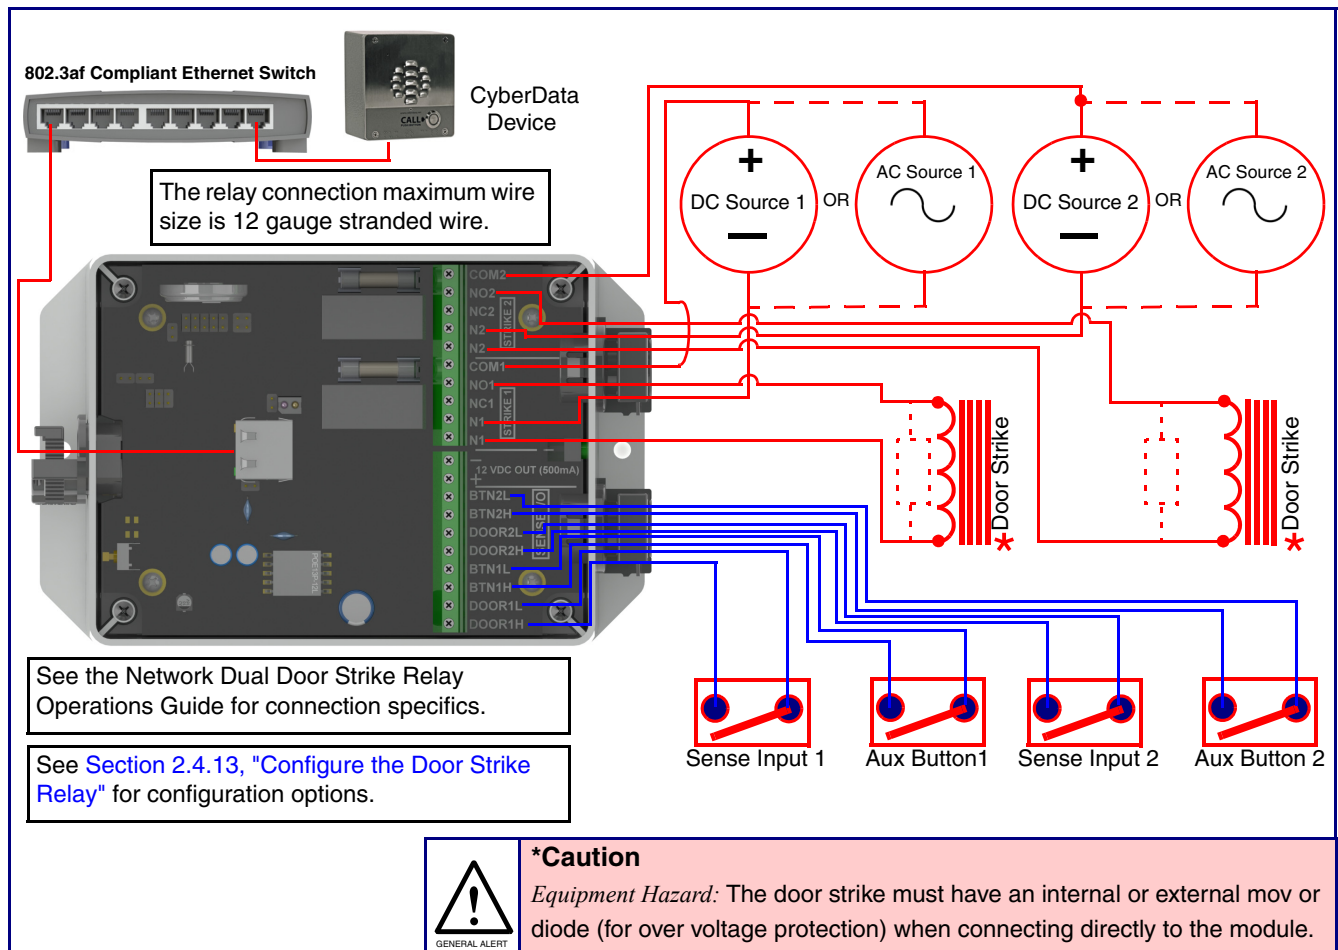 802.3af Compliant Ethernet Switch
CyberData
Device
CALL
The relay connection maximum wire
size is 12 gauge stranded wire.
+
DC Source 1
OR
AC Source 1
+
DC Source 2
OR
AC Source 2
COM2
NO2
NC2
N2
N2
STRIKE 2
COM1
NO1
NC1
N1
N1
STRIKE 1
−
12 VDC OUT (500mA)
+
BTN2L
BTN2H
DOOR2L
DOOR2H
BTN1L
BTN1H
DOOR1L
DOOR1H
SENSE I/O
POE13P-12L
*Door Strike
*Door Strike
Sense Input 1
Aux Button1
Sense Input 2
Aux Button 2
See the Network Dual Door Strike Relay
Operations Guide for connection specifics.
See Section 2.4.13, "Configure the Door Strike
Relay" for configuration options.
GENERAL ALERT
*Caution
Equipment Hazard: The door strike must have an internal or external mov or
diode (for over voltage protection) when connecting directly to the module.